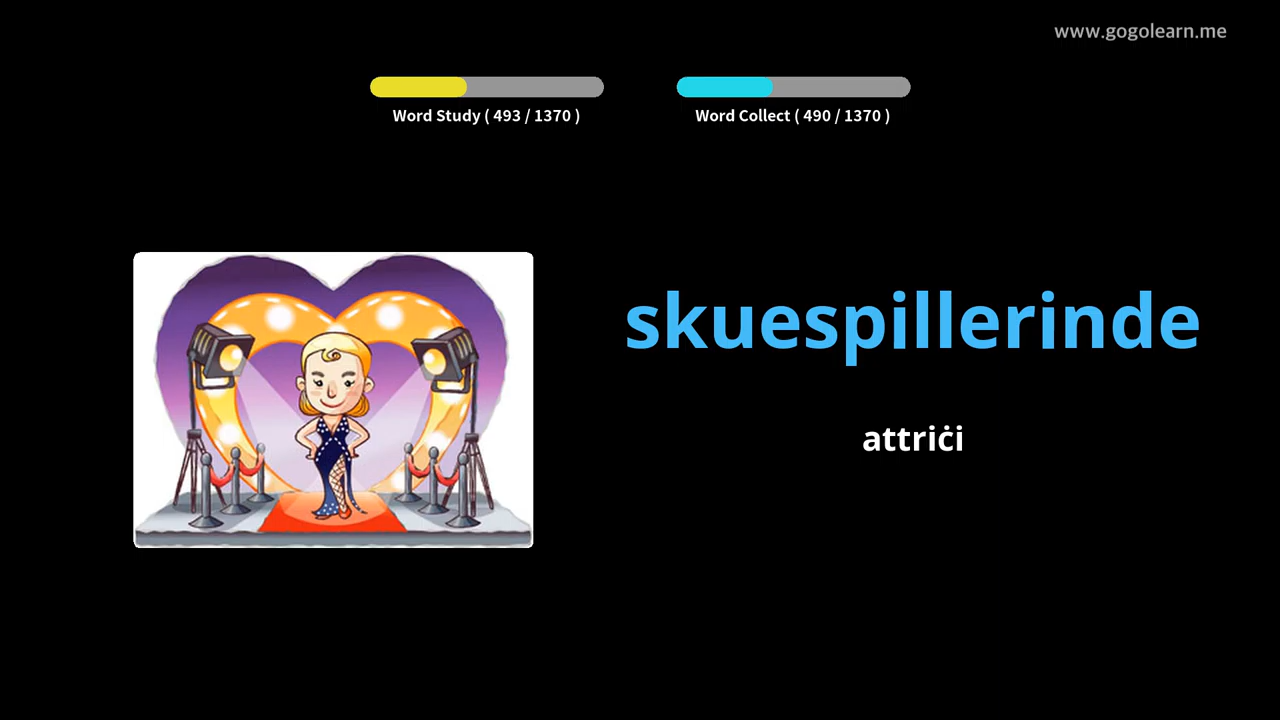 www.gogolearn.me
Word Study ( 493 / 1370 )
Word Collect ( 490 / 1370 )
skuespillerinde
attriċi